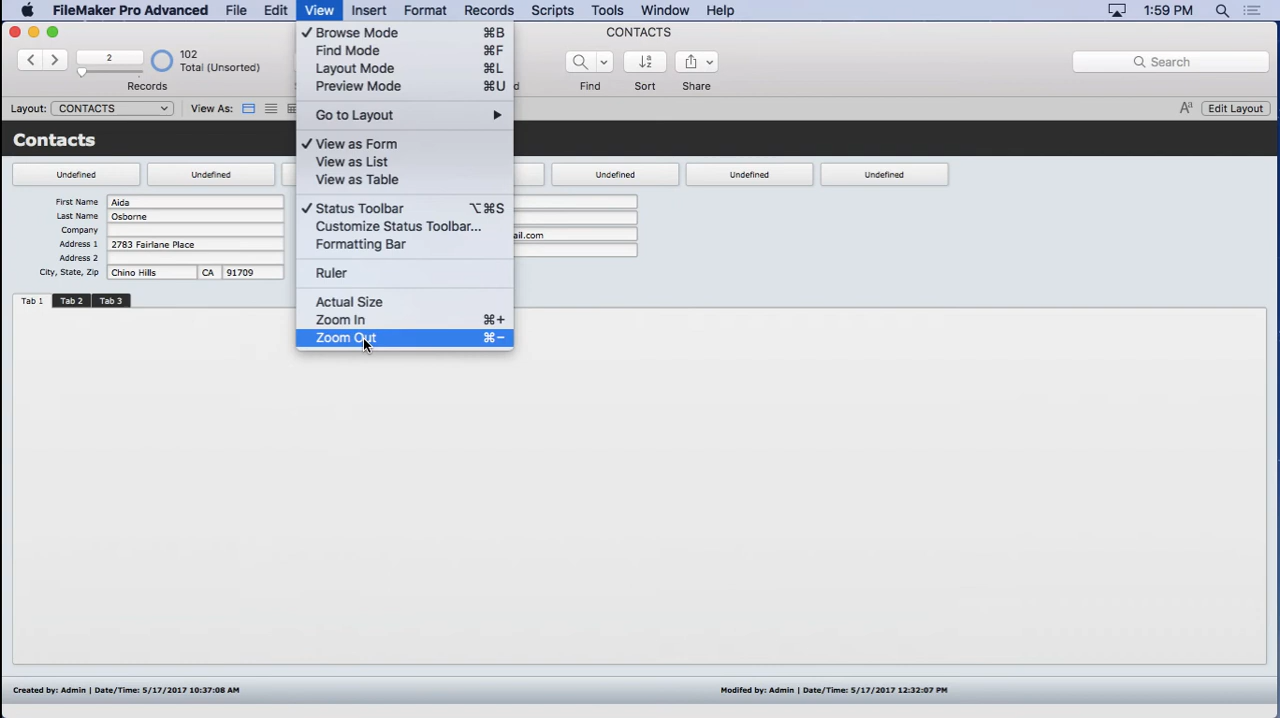 FileMaker Pro Advanced File Edit View Insert Format Records Scripts Tools Window Help 1:59 PM
CONTACTS
2
102
Total (Unsorted)
Records
Find
Sort
Share
Search
Layout: CONTACTS View As: Edit Layout
Contacts
✓ Browse Mode ⌘B
Find Mode ⌘F
Layout Mode ⌘L
Preview Mode ⌘U
Go to Layout ▶
✓ View as Form
View as List
View as Table
✓ Status Toolbar ⌥⌘S
Customize Status Toolbar...
Formatting Bar
Ruler
Actual Size
Zoom In ⌘+
Zoom Out ⌘−
Undefined Undefined Undefined Undefined Undefined
First Name Aida
Last Name Osborne
Company
Address 1 2783 Fairlane Place
Address 2
City, State, Zip Chino Hills CA 91709
ail.com
Tab 1 Tab 2 Tab 3
Created by: Admin | Date/Time: 5/17/2017 10:37:08 AM
Modifed by: Admin | Date/Time: 5/17/2017 12:32:07 PM